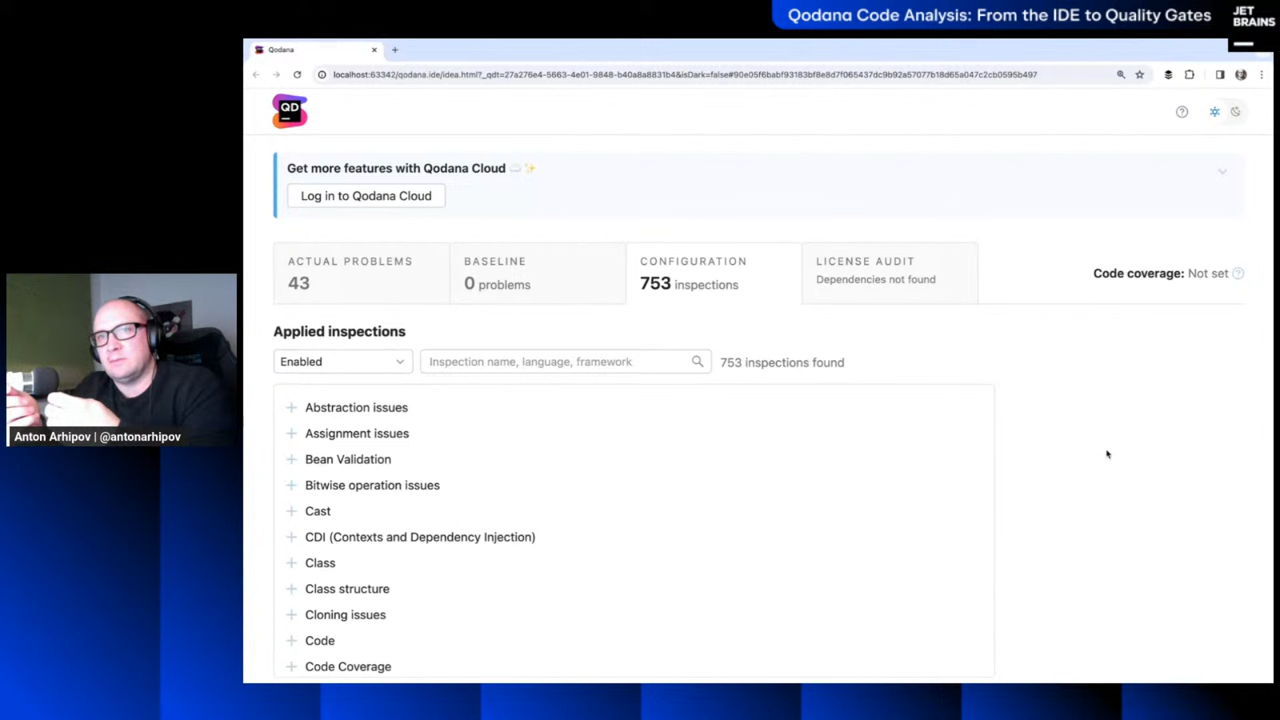 Qodana Code Analysis: From the IDE to Quality Gates
JET
BRAINS
Qodana
localhost:63342/qodana.ide/idea.html?_qdt=27a276e4-5663-4e01-9848-b40a8a8831b4&isDark=false#90e05f6babf93183bf8e8d7f065437dc9b92a57077b18d65a047c2cb0595b497
QD
Get more features with Qodana Cloud
Log in to Qodana Cloud
ACTUAL PROBLEMS
43
BASELINE
0 problems
CONFIGURATION
753 inspections
LICENSE AUDIT
Dependencies not found
Code coverage: Not set
Applied inspections
Enabled
Inspection name, language, framework
753 inspections found
Abstraction issues
Assignment issues
Bean Validation
Bitwise operation issues
Cast
CDI (Contexts and Dependency Injection)
Class
Class structure
Cloning issues
Code
Code Coverage
Anton Arhipov | @antonarhipov